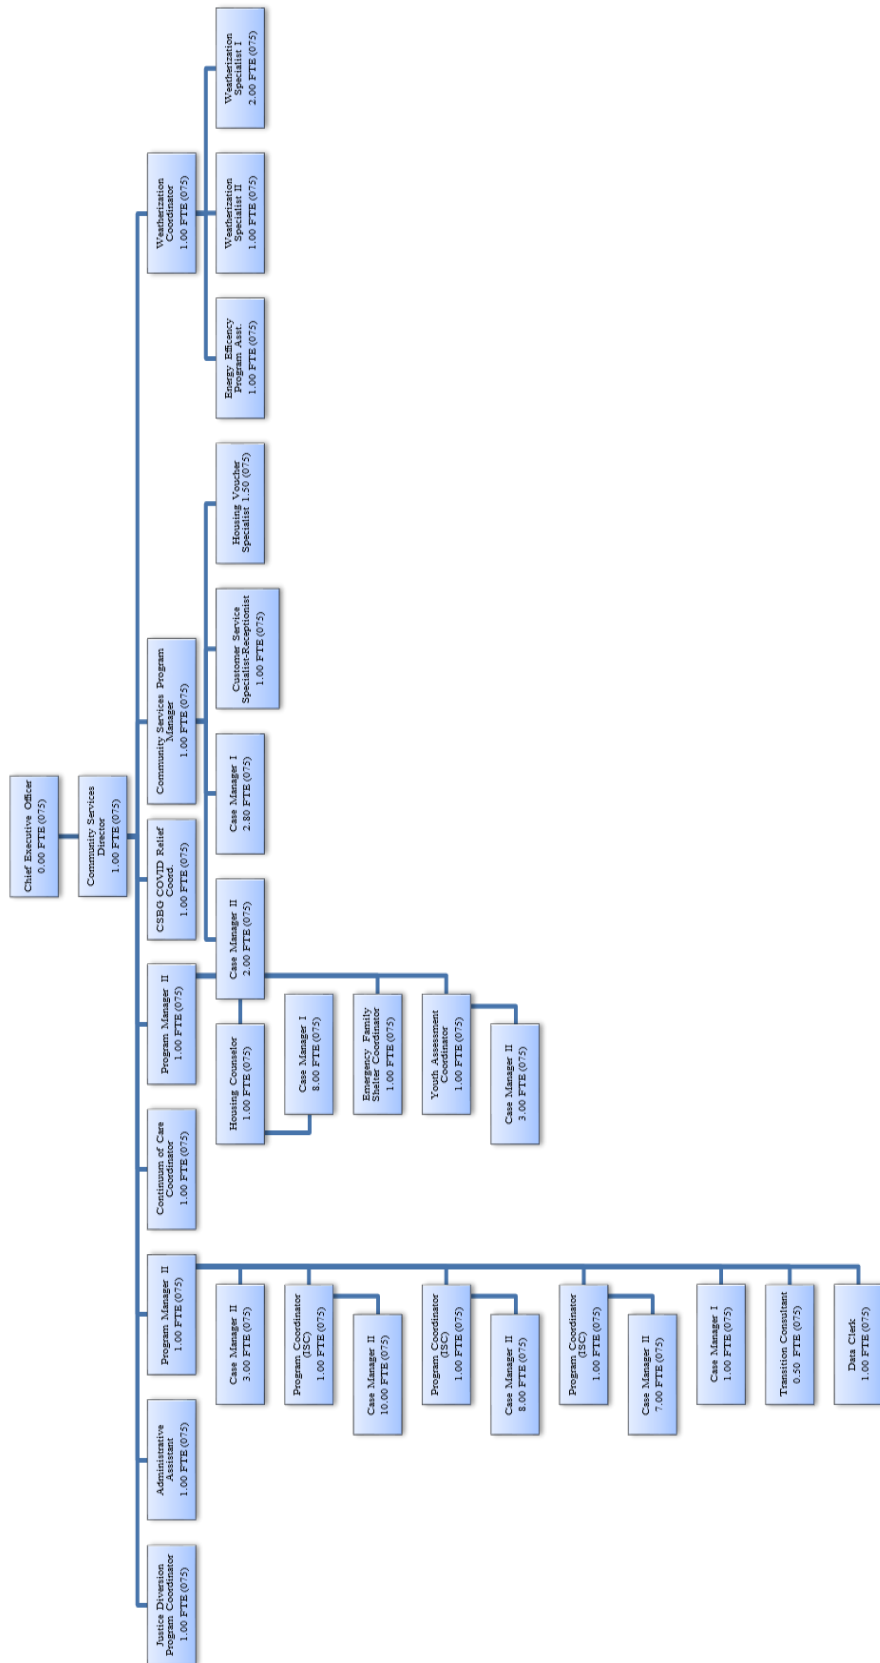 Chief Executive Officer
0.00 FTE (075)
Community Services
Director
1.00 FTE (075)
Justice Diversion
Program Coordinator
1.00 FTE (075)
Administrative
Assistant
1.00 FTE (075)
Program Manager II
1.00 FTE (075)
Case Manager II
3.00 FTE (075)
Program Coordinator
(ISC)
1.00 FTE (075)
Case Manager II
10.00 FTE (075)
Program Coordinator
(ISC)
1.00 FTE (075)
Case Manager II
8.00 FTE (075)
Program Coordinator
(ISC)
1.00 FTE (075)
Case Manager II
7.00 FTE (075)
Case Manager I
1.00 FTE (075)
Transition Consultant
0.50 FTE (075)
Data Clerk
1.00 FTE (075)
Continuum of Care
Coordinator
1.00 FTE (075)
Program Manager II
1.00 FTE (075)
Housing Counselor
1.00 FTE (075)
Case Manager I
8.00 FTE (075)
Emergency Family
Shelter Coordinator
1.00 FTE (075)
Youth Assessment
Coordinator
1.00 FTE (075)
Case Manager II
3.00 FTE (075)
CSBG COVID Relief
Coord.
1.00 FTE (075)
Community Services Program
Manager
1.00 FTE (075)
Case Manager II
2.00 FTE (075)
Case Manager I
2.80 FTE (075)
Customer Service
Specialist-Receptionist
1.00 FTE (075)
Housing Voucher
Specialist 1.50 (075)
Weatherization
Coordinator
1.00 FTE (075)
Energy Efficency
Program Asst.
1.00 FTE (075)
Weatherization
Specialist II
1.00 FTE (075)
Weatherization
Specialist I
2.00 FTE (075)